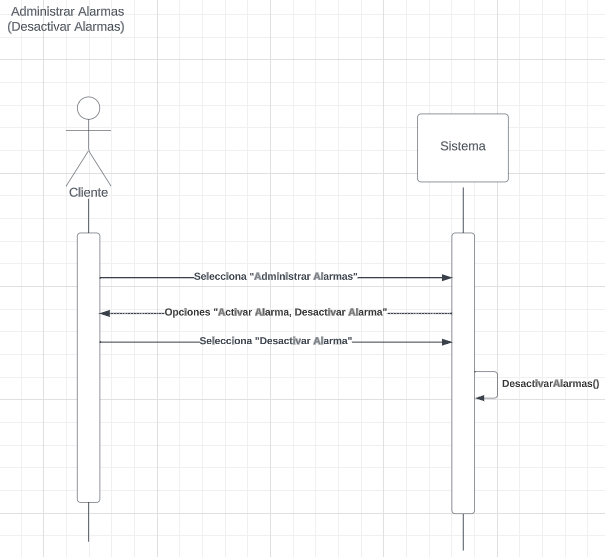 Administrar Alarmas
(Desactivar Alarmas)
Sistema
Cliente
Selecciona "Administrar Alarmas"
Opciones "Activar Alarma, Desactivar Alarma"
Selecciona "Desactivar Alarma"
DesactivarAlarmas()